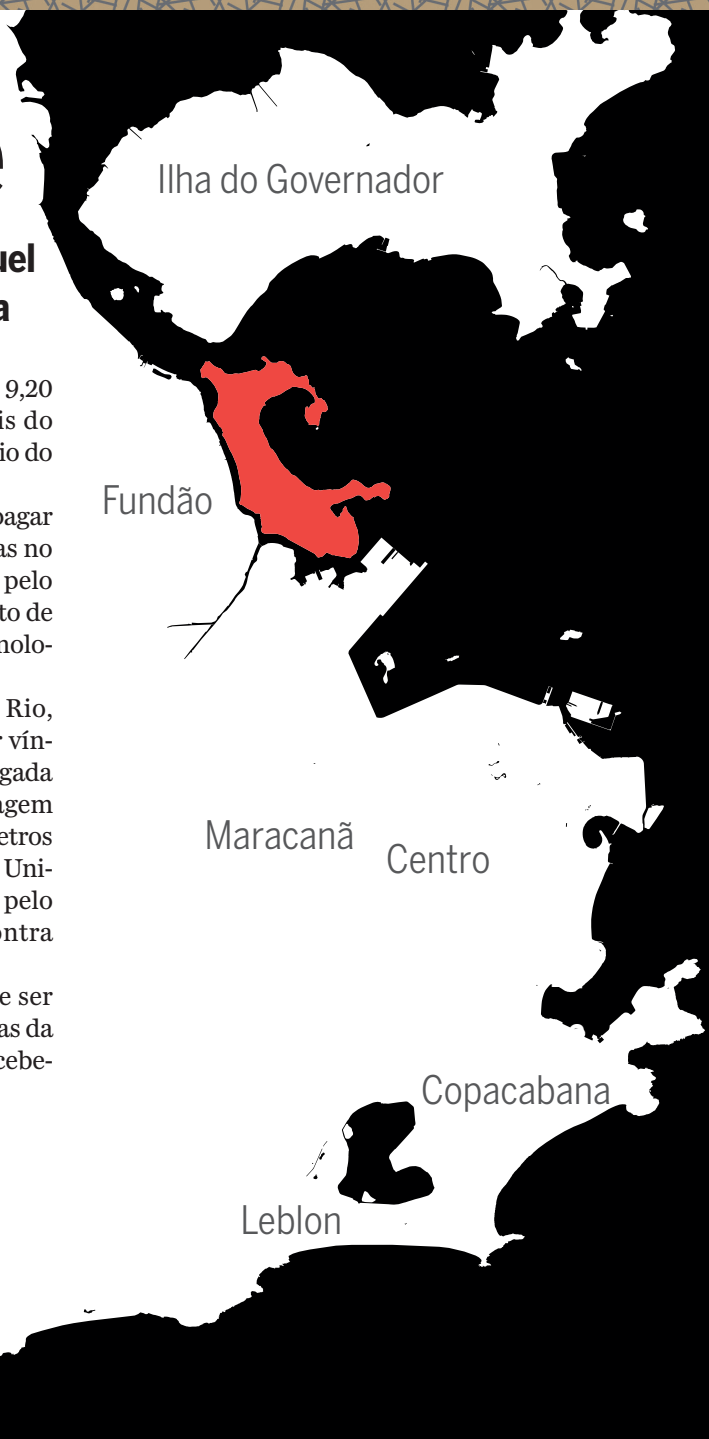 e
uel
a
9,20
is do
io do
pagar
as no
pelo
to de
nolo-
Rio,
r vín-
gada
agem
etros
Uni-
pelo
ontra
e ser
as da
cebe-
Ilha do Governador
Fundão
Maracanã
Centro
Copacabana
Leblon